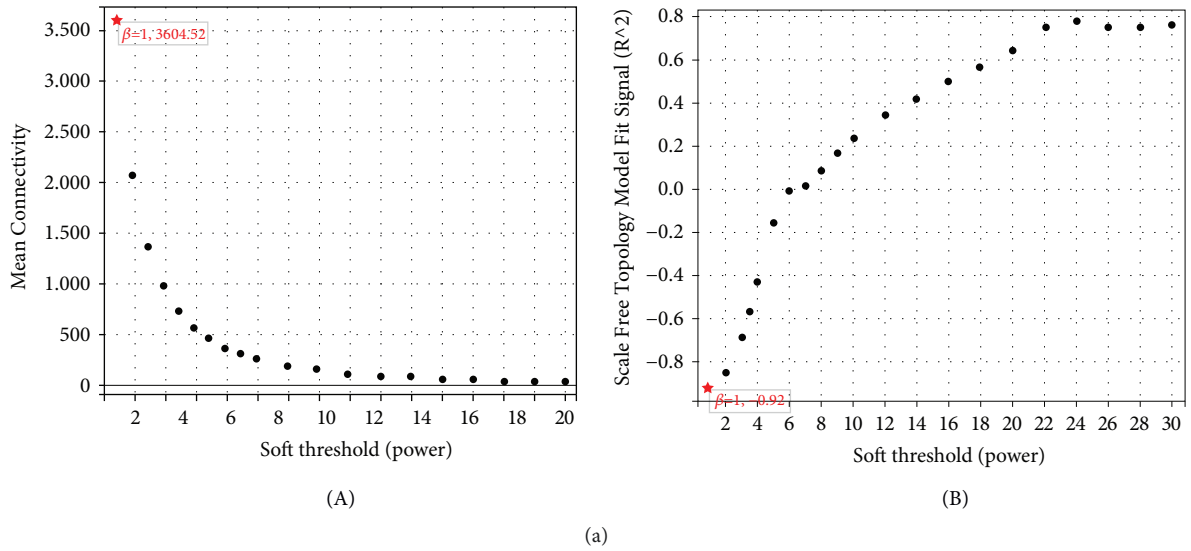 3.500
3.000
2.500
2.000
1.500
1.000
500
0
Mean Connectivity
β=1, 3604.52
2 4 6 8 10 12 14 16 18 20
Soft threshold (power)
(A)
0.8
0.6
0.4
0.2
0.0
−0.2
−0.4
−0.6
−0.8
Scale Free Topology Model Fit Signal (R^2)
β=1, −0.92
2 4 6 8 10 12 14 16 18 20 22 24 26 28 30
Soft threshold (power)
(B)
(a)